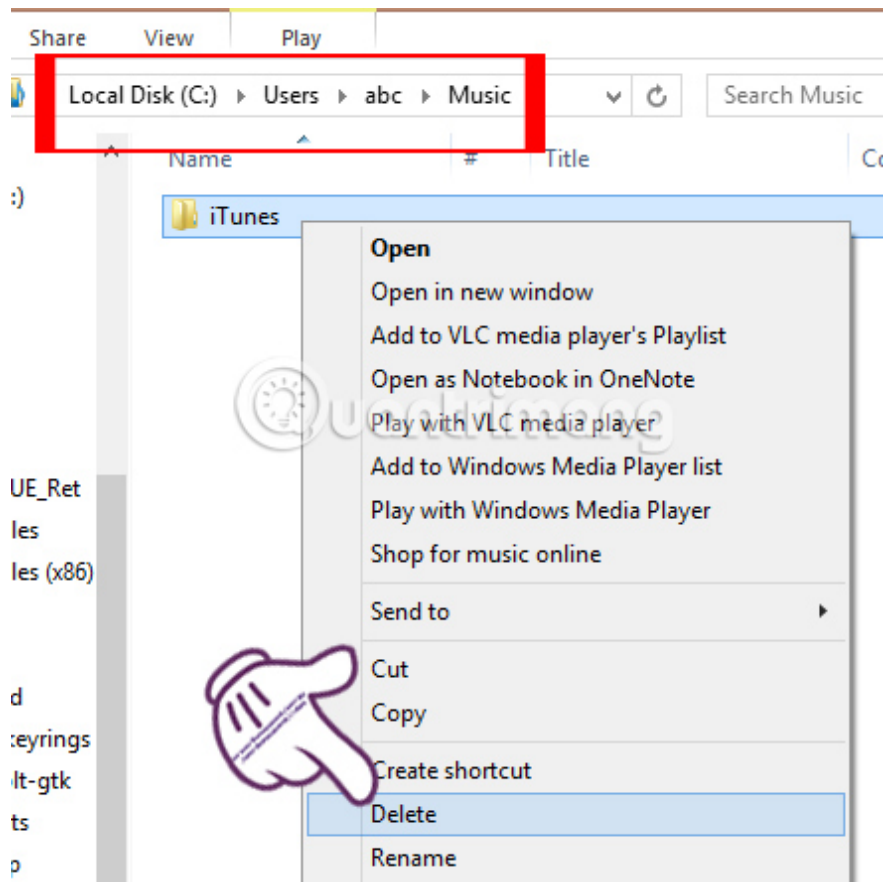 Share View Play
Local Disk (C:) Users abc Music Search Music
Name # Title Co
:)
iTunes
Open
Open in new window
Add to VLC media player's Playlist
Open as Notebook in OneNote
Quantrimang
Play with VLC media player
Add to Windows Media Player list
UE_Ret
Play with Windows Media Player
les
Shop for music online
les (x86)
Send to
Cut
d
Copy
eyrings
Create shortcut
lt-gtk
Delete
ts
Rename
p